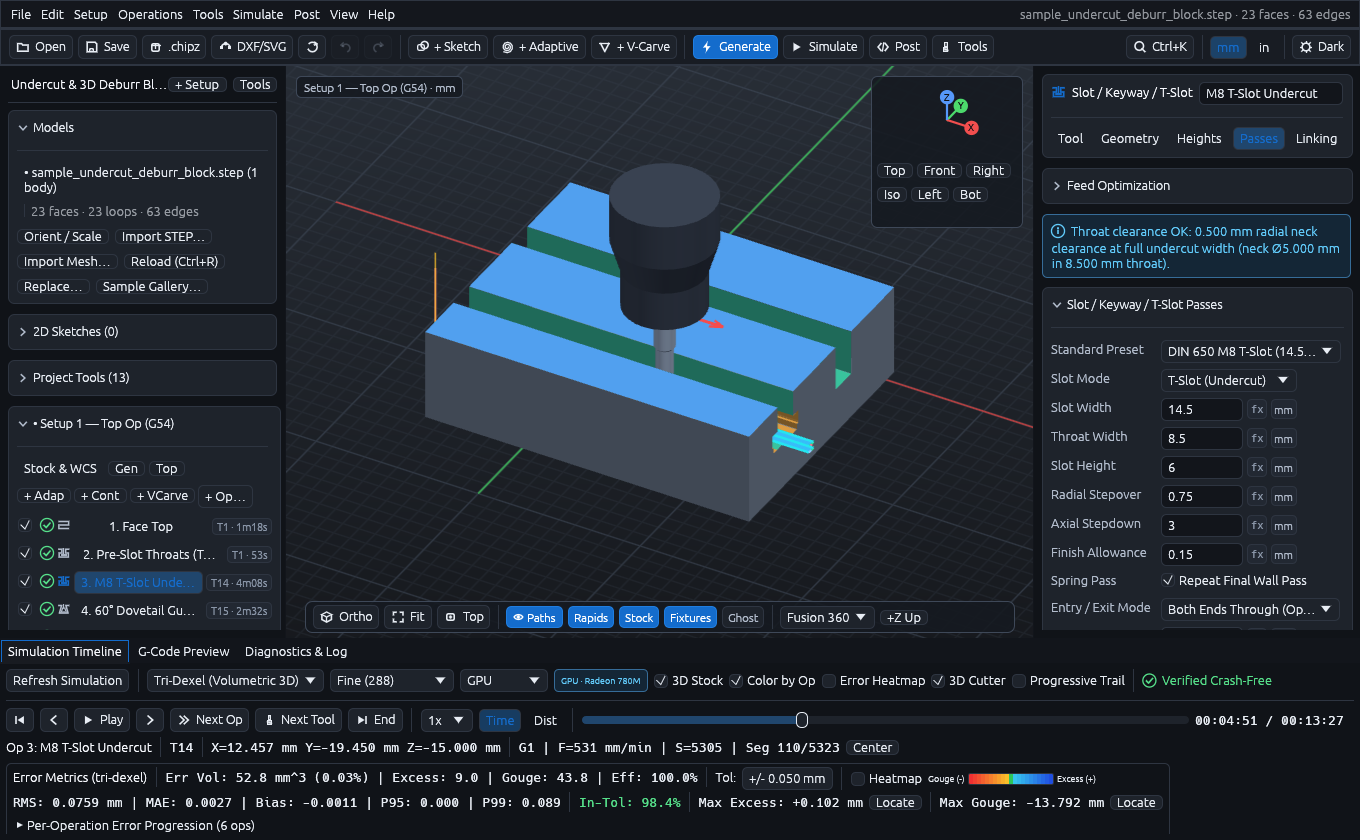 File Edit Setup Operations Tools Simulate Post View Help
sample_undercut_deburr_block.step · 23 faces · 63 edges
Open Save .chipz DXF/SVG + Sketch + Adaptive + V-Carve Generate Simulate Post Tools Ctrl+K mm in Dark
Undercut & 3D Deburr Bl... + Setup Tools
Models
• sample_undercut_deburr_block.step (1 body)
23 faces · 23 loops · 63 edges
Orient / Scale Import STEP...
Import Mesh... Reload (Ctrl+R)
Replace... Sample Gallery...
2D Sketches (0)
Project Tools (13)
• Setup 1 — Top Op (G54)
Stock & WCS Gen Top
+ Adap + Cont + VCarve + Op...
1. Face Top T1 · 1m18s
2. Pre-Slot Throats (T... T1 · 53s
3. M8 T-Slot Unde... T14 · 4m08s
4. 60° Dovetail Gu... T15 · 2m32s
Setup 1 — Top Op (G54) · mm
Z Y X
Top Front Right
Iso Left Bot
Ortho Fit Top Paths Rapids Stock Fixtures Ghost Fusion 360 +Z Up
Slot / Keyway / T-Slot M8 T-Slot Undercut
Tool Geometry Heights Passes Linking
Feed Optimization
Throat clearance OK: 0.500 mm radial neck
clearance at full undercut width (neck Ø5.000 mm
in 8.500 mm throat).
Slot / Keyway / T-Slot Passes
Standard Preset DIN 650 M8 T-Slot (14.5...
Slot Mode T-Slot (Undercut)
Slot Width 14.5 fx mm
Throat Width 8.5 fx mm
Slot Height 6 fx mm
Radial Stepover 0.75 fx mm
Axial Stepdown 3 fx mm
Finish Allowance 0.15 fx mm
Spring Pass Repeat Final Wall Pass
Entry / Exit Mode Both Ends Through (Op...
Simulation Timeline G-Code Preview Diagnostics & Log
Refresh Simulation Tri-Dexel (Volumetric 3D) Fine (288) GPU GPU · Radeon 780M 3D Stock Color by Op Error Heatmap 3D Cutter Progressive Trail Verified Crash-Free
Play Next Op Next Tool End 1x Time Dist 00:04:51 / 00:13:27
Op 3: M8 T-Slot Undercut T14 X=12.457 mm Y=-19.450 mm Z=-15.000 mm G1 | F=531 mm/min | S=5305 | Seg 110/5323 Center
Error Metrics (tri-dexel) Err Vol: 52.8 mm^3 (0.03%) | Excess: 9.0 | Gouge: 43.8 | Eff: 100.0% Tol: +/- 0.050 mm Heatmap Gouge (-) Excess (+)
RMS: 0.0759 mm | MAE: 0.0027 | Bias: -0.0011 | P95: 0.000 | P99: 0.089 In-Tol: 98.4% Max Excess: +0.102 mm Locate Max Gouge: -13.792 mm Locate
Per-Operation Error Progression (6 ops)